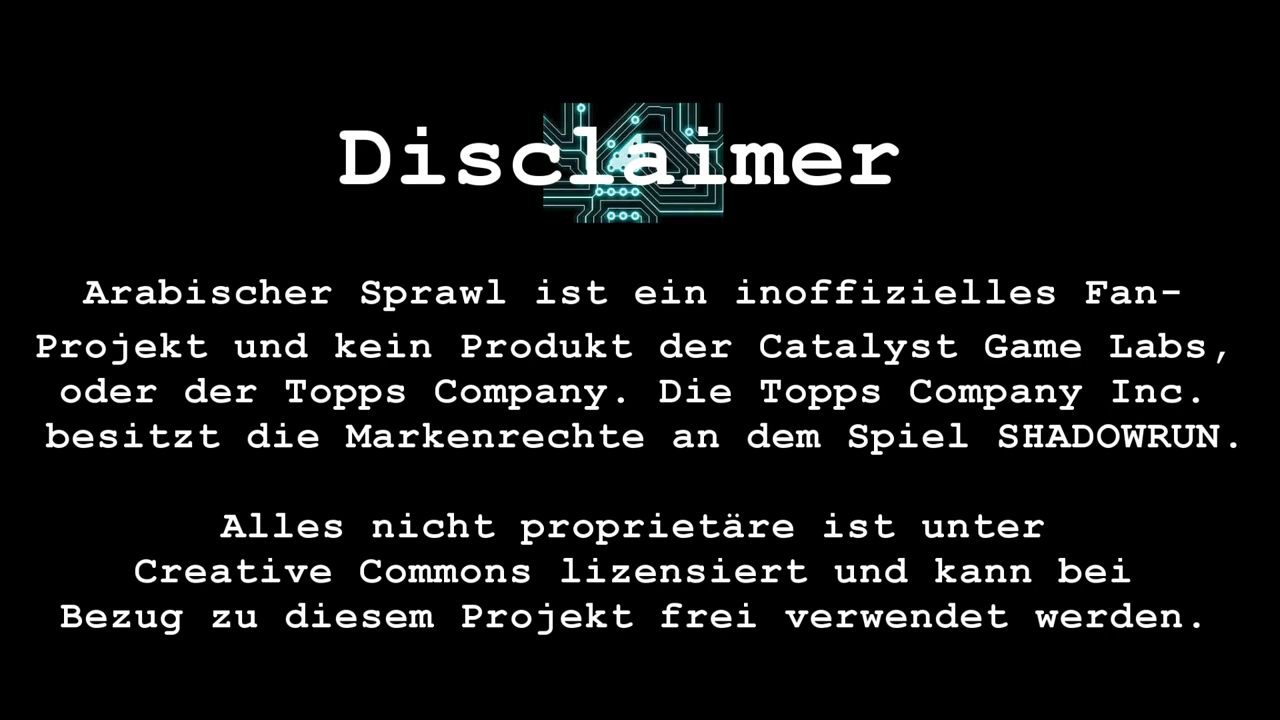 Disclaimer
Arabischer Sprawl ist ein inoffizielles Fan-
Projekt und kein Produkt der Catalyst Game Labs,
oder der Topps Company. Die Topps Company Inc.
besitzt die Markenrechte an dem Spiel SHADOWRUN.
Alles nicht proprietäre ist unter
Creative Commons lizensiert und kann bei
Bezug zu diesem Projekt frei verwendet werden.